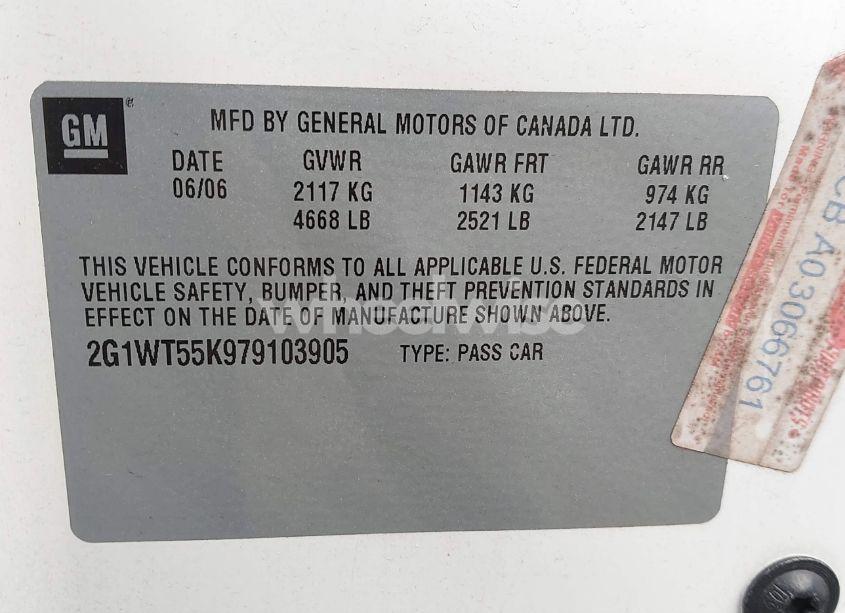 GM
MFD BY GENERAL MOTORS OF CANADA LTD.
DATE GVWR GAWR FRT GAWR RR
06/06 2117 KG 1143 KG 974 KG
4668 LB 2521 LB 2147 LB
THIS VEHICLE CONFORMS TO ALL APPLICABLE U.S. FEDERAL MOTOR
VEHICLE SAFETY, BUMPER, AND THEFT PREVENTION STANDARDS IN
EFFECT ON THE DATE OF MANUFACTURE SHOWN ABOVE.
2G1WT55K979103905 TYPE: PASS CAR
wheelwise
CB A03066761